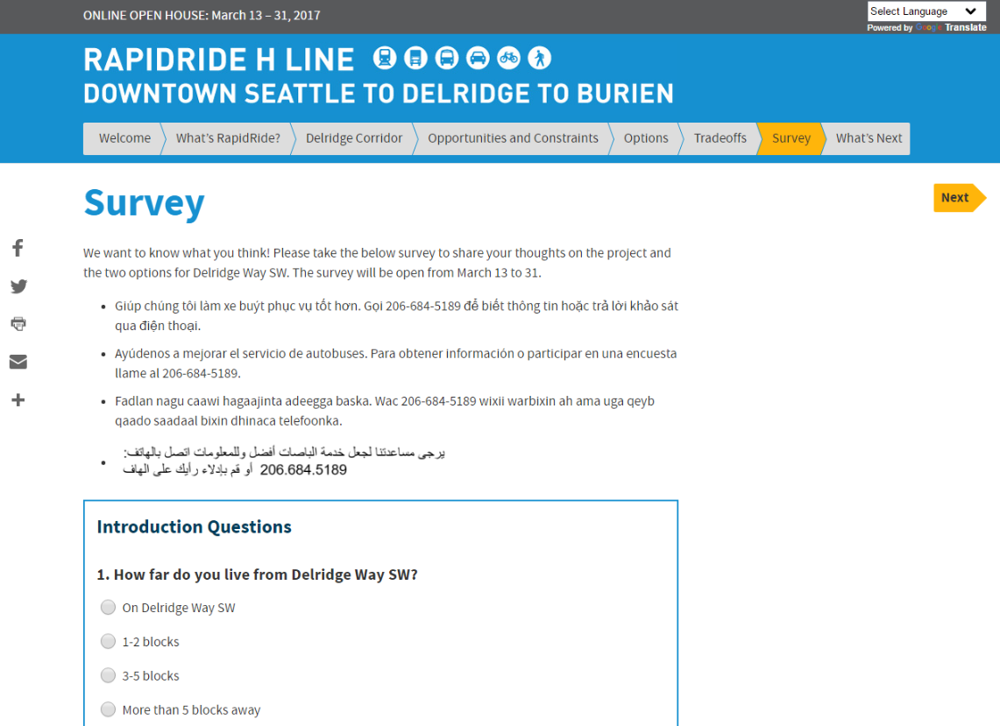 ONLINE OPEN HOUSE: March 13 – 31, 2017
Select Language
Powered by Google Translate
RAPIDRIDE H LINE
DOWNTOWN SEATTLE TO DELRIDGE TO BURIEN
Welcome
What's RapidRide?
Delridge Corridor
Opportunities and Constraints
Options
Tradeoffs
Survey
What's Next
Survey
Next
We want to know what you think! Please take the below survey to share your thoughts on the project and
the two options for Delridge Way SW. The survey will be open from March 13 to 31.
Giúp chúng tôi làm xe buýt phục vụ tốt hơn. Gọi 206-684-5189 để biết thông tin hoặc trả lời khảo sát
qua điện thoại.
Ayúdenos a mejorar el servicio de autobuses. Para obtener información o participar en una encuesta
llame al 206-684-5189.
Fadlan nagu caawi hagaajinta adeegga baska. Wac 206-684-5189 wixii warbixin ah ama uga qeyb
qaado saadaal bixin dhinaca telefoonka.
يرجى مساعدتنا لجعل خدمة الباصات أفضل وللمعلومات اتصل بالهاتف:
206.684.5189 أو قم بإدلاء رأيك على الهاف
Introduction Questions
1. How far do you live from Delridge Way SW?
On Delridge Way SW
1-2 blocks
3-5 blocks
More than 5 blocks away